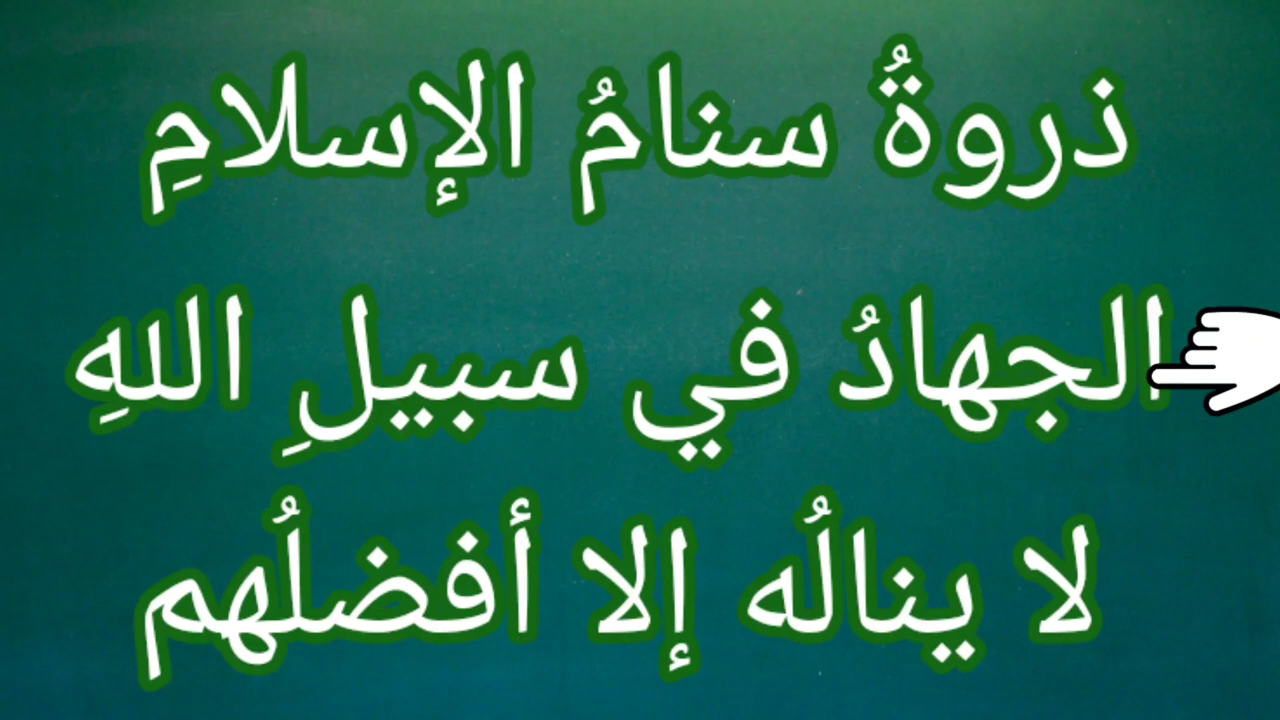 ذروةُ سنامُ الإسلامِ
الجهادُ في سبيلِ اللهِ
لا ينالُه إلا أفضلُهم